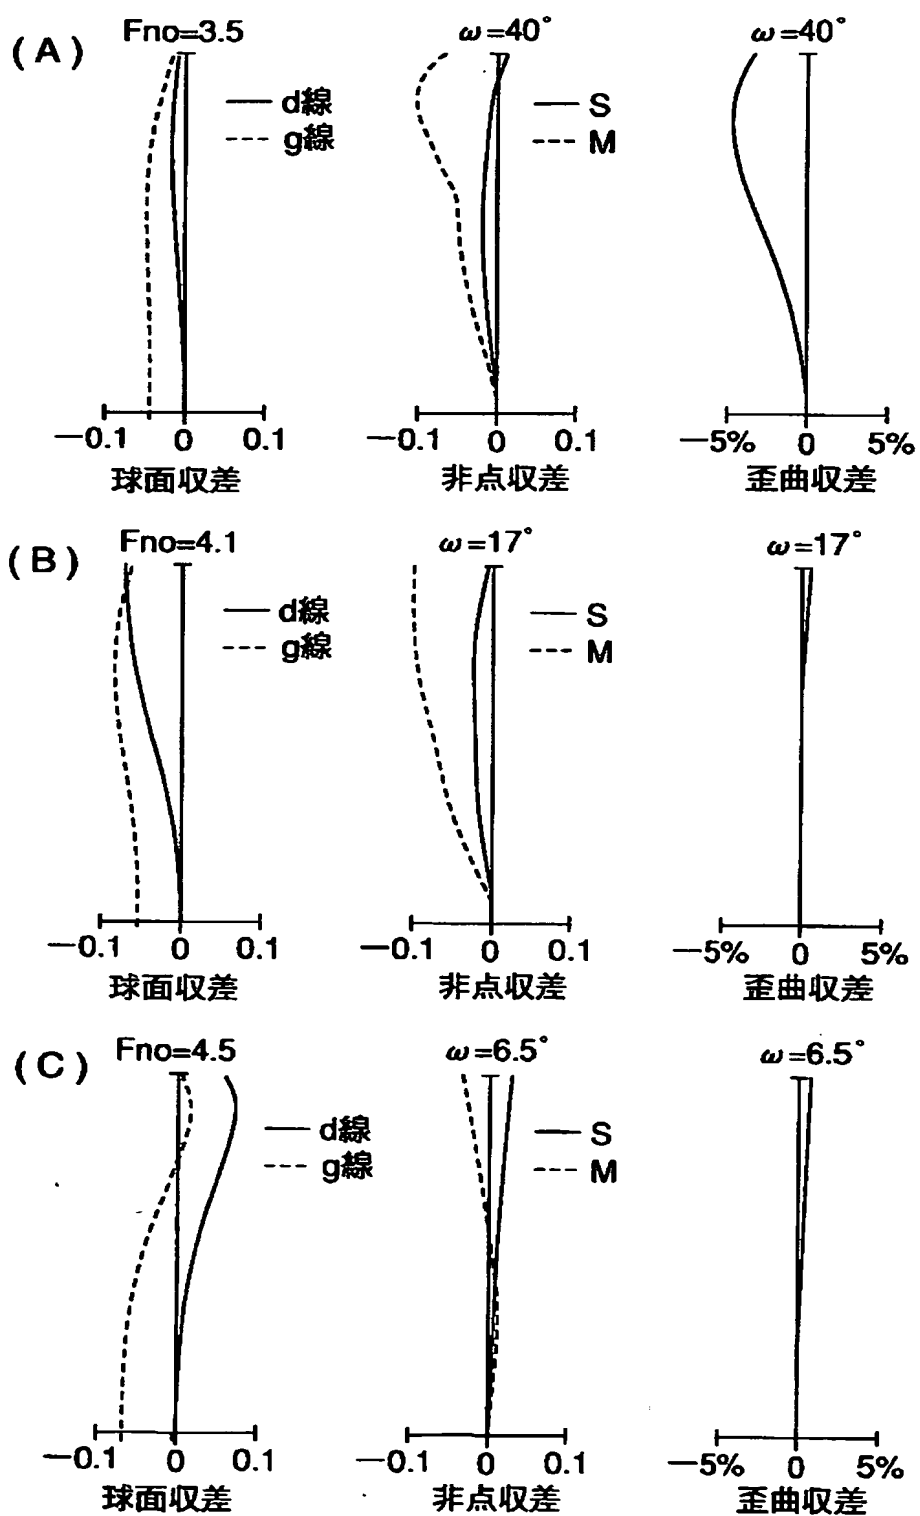 (A)
Fno=3.5
d線
g線
−0.1 0 0.1
球面収差
ω=40°
S
M
−0.1 0 0.1
非点収差
ω=40°
−5% 0 5%
歪曲収差
(B)
Fno=4.1
d線
g線
−0.1 0 0.1
球面収差
ω=17°
S
M
−0.1 0 0.1
非点収差
ω=17°
−5% 0 5%
歪曲収差
(C)
Fno=4.5
d線
g線
−0.1 0 0.1
球面収差
ω=6.5°
S
M
−0.1 0 0.1
非点収差
ω=6.5°
−5% 0 5%
歪曲収差